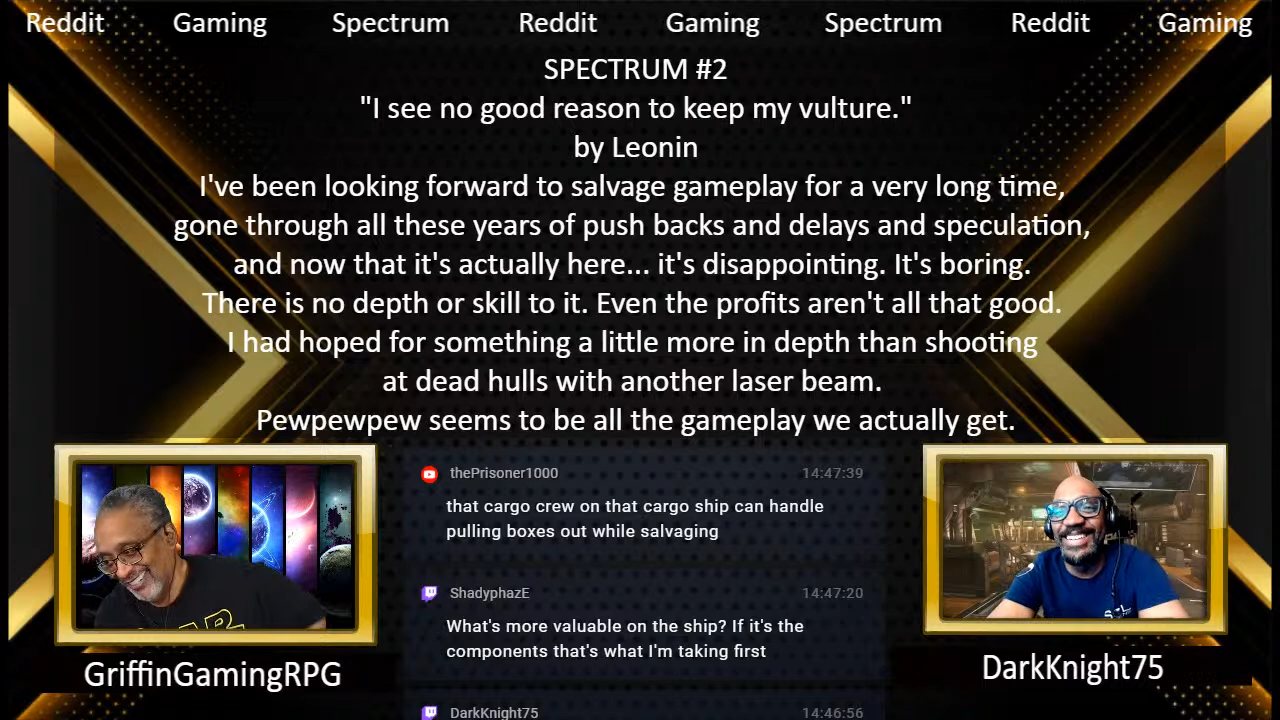 Reddit Gaming Spectrum Reddit Gaming Spectrum Reddit Gaming
SPECTRUM #2
"I see no good reason to keep my vulture."
by Leonin
I've been looking forward to salvage gameplay for a very long time,
gone through all these years of push backs and delays and speculation,
and now that it's actually here... it's disappointing. It's boring.
There is no depth or skill to it. Even the profits aren't all that good.
I had hoped for something a little more in depth than shooting
at dead hulls with another laser beam.
Pewpewpew seems to be all the gameplay we actually get.
thePrisoner1000 14:47:39
that cargo crew on that cargo ship can handle
pulling boxes out while salvaging
ShadyphazE 14:47:20
What's more valuable on the ship? If it's the
components that's what I'm taking first
DarkKnight75 14:46:56
GriffinGamingRPG
DarkKnight75